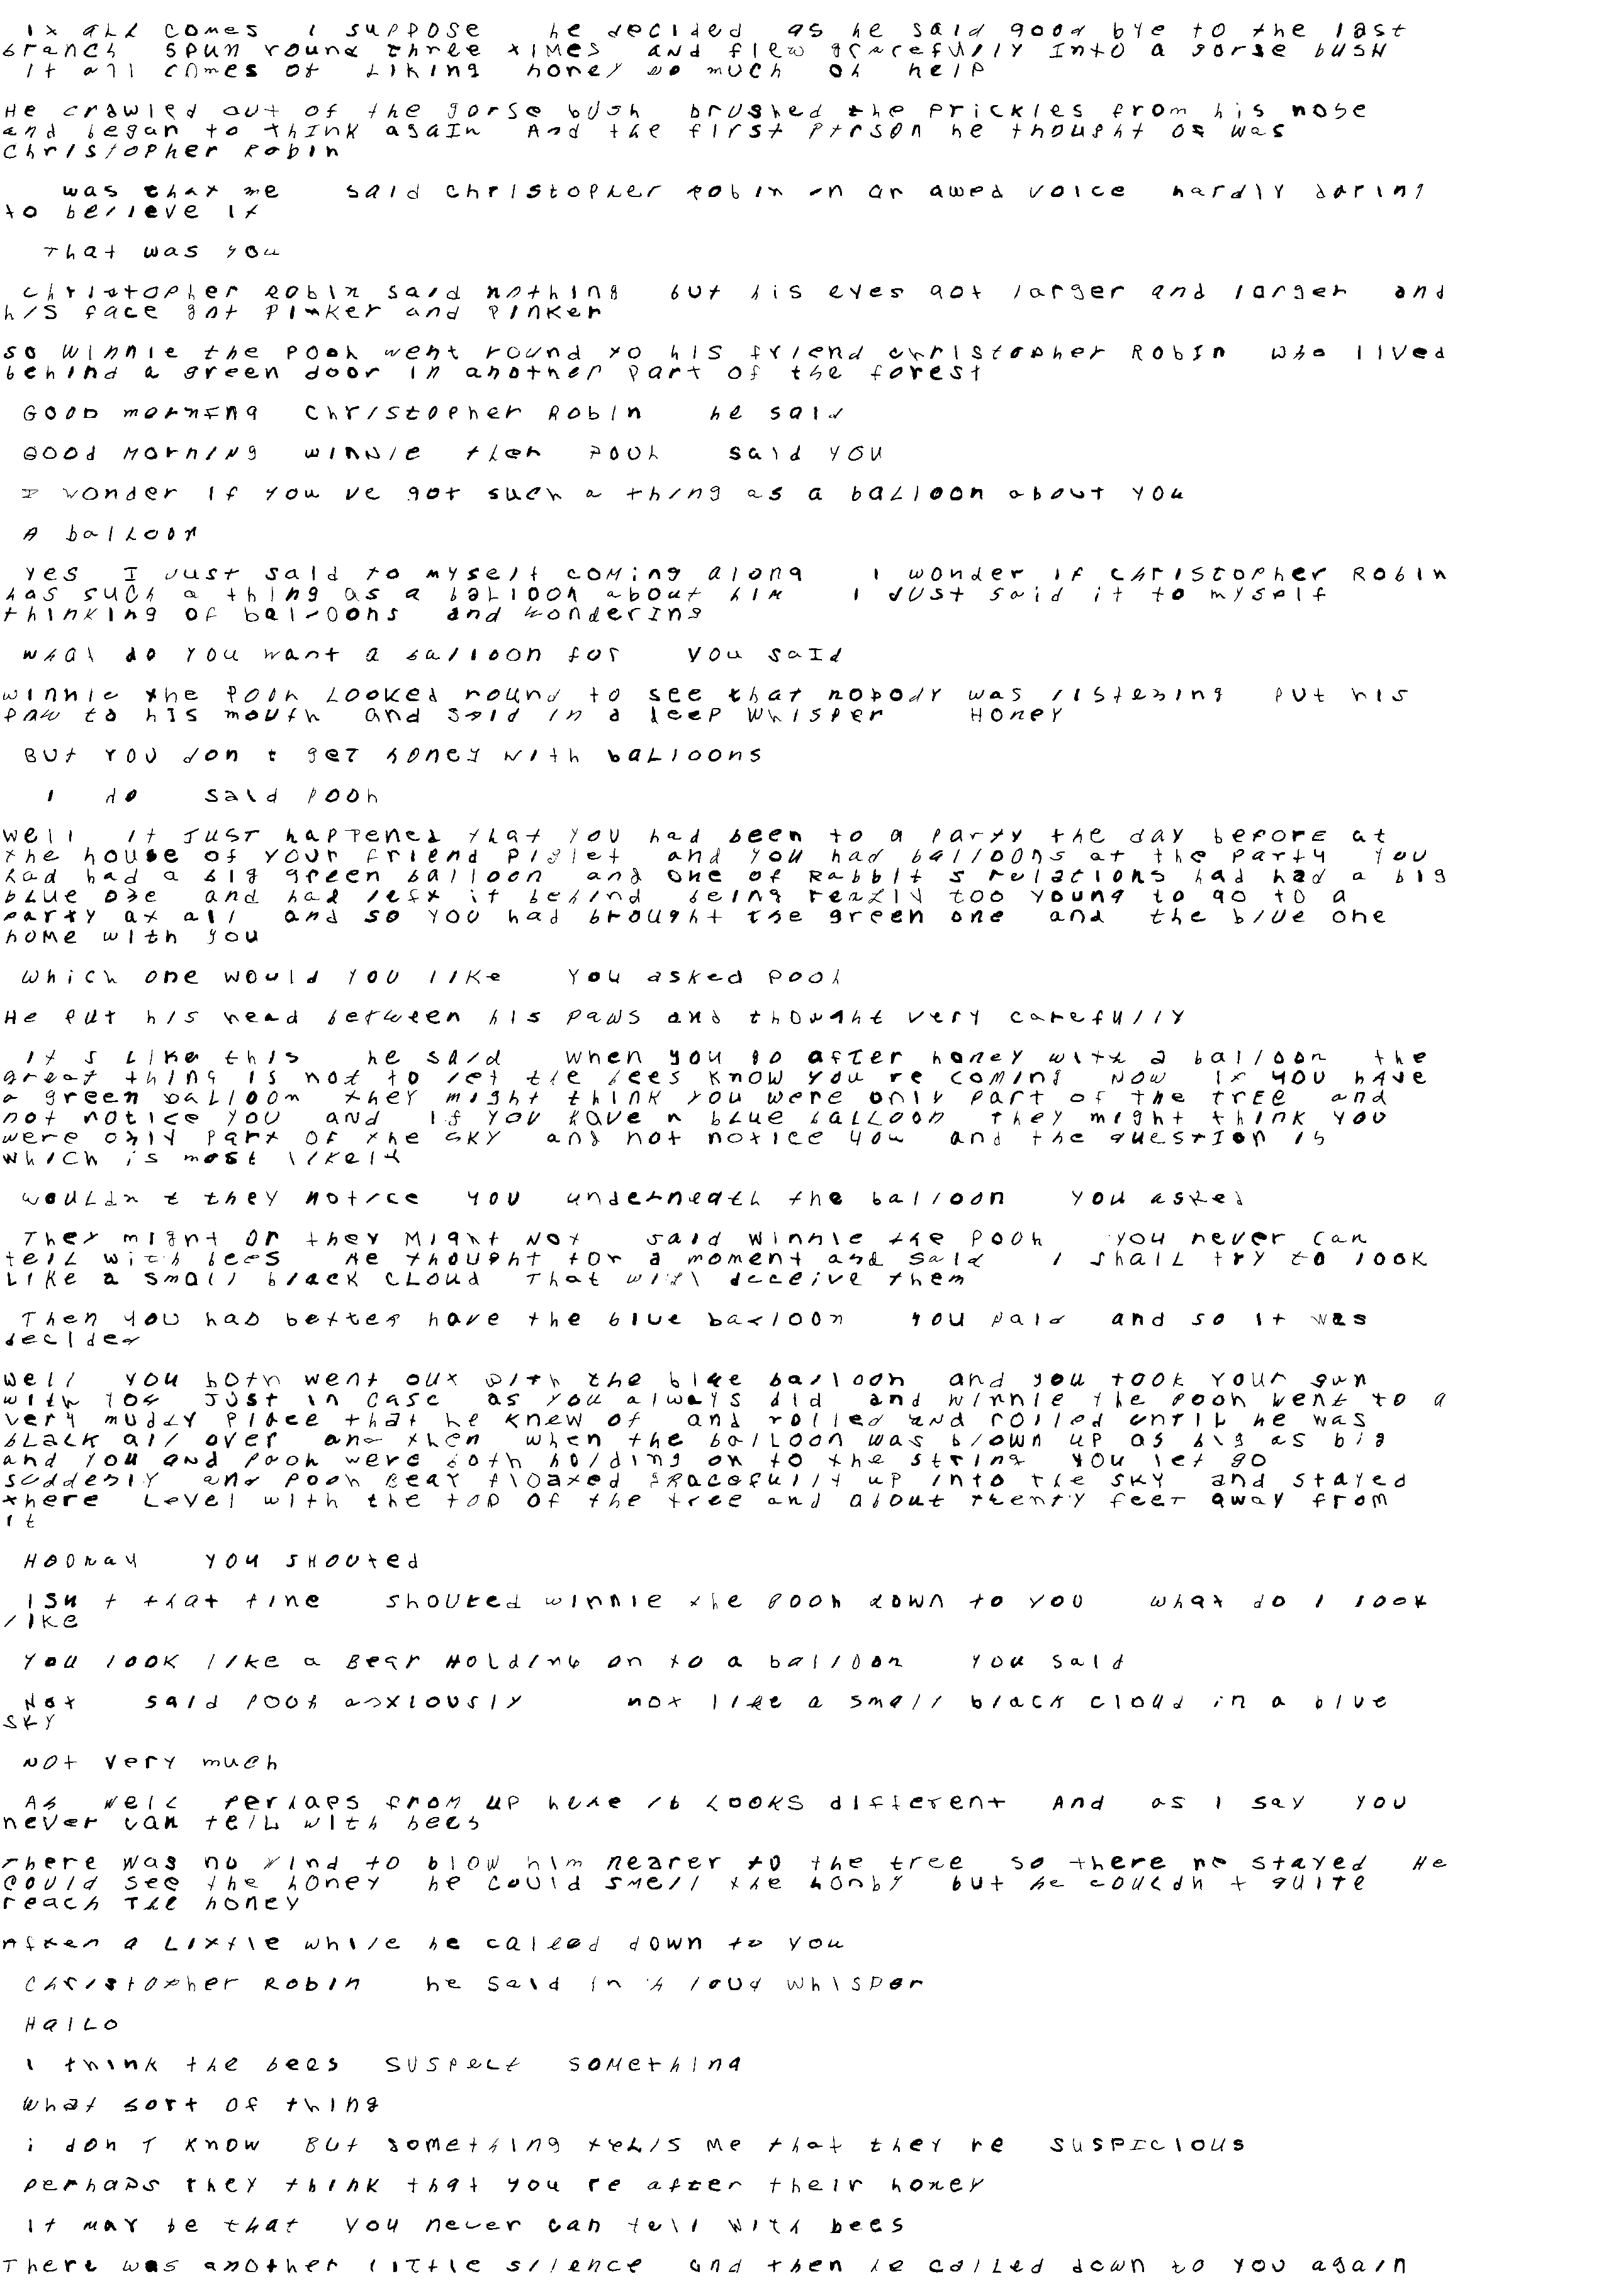 It all comes I suppose he decided as he said good bye to the last
branch spun round three times and flew gracefully into a gorse bush
It all comes of liking honey so much oh help
He crawled out of the gorse bush brushed the prickles from his nose
and began to think again And the first person he thought of was
Christopher Robin
Was that me said Christopher Robin in an awed voice hardly daring
to believe it
That was you
Christopher Robin said nothing but his eyes got larger and larger and
his face got pinker and pinker
So Winnie the Pooh went round to his friend Christopher Robin who lived
behind a green door in another part of the forest
Good morning Christopher Robin he said
Good morning Winnie ther Pooh said you
I wonder if you ve got such a thing as a balloon about you
A balloon
Yes I just said to myself coming along I wonder if Christopher Robin
has such a thing as a balloon about him I just said it to myself
thinking of balloons and wondering
What do you want a balloon for you said
Winnie the Pooh looked round to see that nobody was listening put his
paw to his mouth and said in a deep whisper Honey
But you don t get honey with balloons
I do said Pooh
Well it just happened that you had been to a party the day before at
the house of your friend Piglet and you had balloons at the party You
had had a big green balloon and one of Rabbit s relations had had a big
blue one and had left it behind being really too young to go to a
party at all and so you had brought the green one and the blue one
home with you
Which one would you like you asked Pooh
He put his head between his paws and thought very carefully
It s like this he said When you go after honey with a balloon the
great thing is not to let the bees know you re coming Now if you have
a green balloon they might think you were only part of the tree and
not notice you and if you have a blue balloon they might think you
were only part of the sky and not notice you and the question is
Which is most likely
Wouldn t they notice you underneath the balloon you asked
They might or they might not said Winnie the Pooh You never can
tell with bees He thought for a moment and said I shall try to look
like a small black cloud That will deceive them
Then you had better have the blue balloon you said and so it was
decided
Well you both went out with the blue balloon and you took your gun
with you just in case as you always did and Winnie the Pooh went to a
very muddy place that he knew of and rolled and rolled until he was
black all over and then when the balloon was blown up as big as big
and you and Pooh were both holding on to the string you let go
suddenly and Pooh Bear floated gracefully up into the sky and stayed
there level with the top of the tree and about twenty feet away from
it
Hooray you shouted
Isn t that fine shouted Winnie the Pooh down to you What do I look
like
You look like a Bear holding on to a balloon you said
Not said Pooh anxiously not like a small black cloud in a blue
sky
Not very much
Ah well perhaps from up here it looks different And as I say you
never can tell with bees
There was no wind to blow him nearer to the tree so there he stayed He
could see the honey he could smell the honey but he couldn t quite
reach the honey
After a little while he called down to you
Christopher Robin he said in a loud whisper
Hallo
I think the bees suspect something
What sort of thing
I don t know But something tells me that they re suspicious
Perhaps they think that you re after their honey
It may be that You never can tell with bees
There was another little silence and then he called down to you again